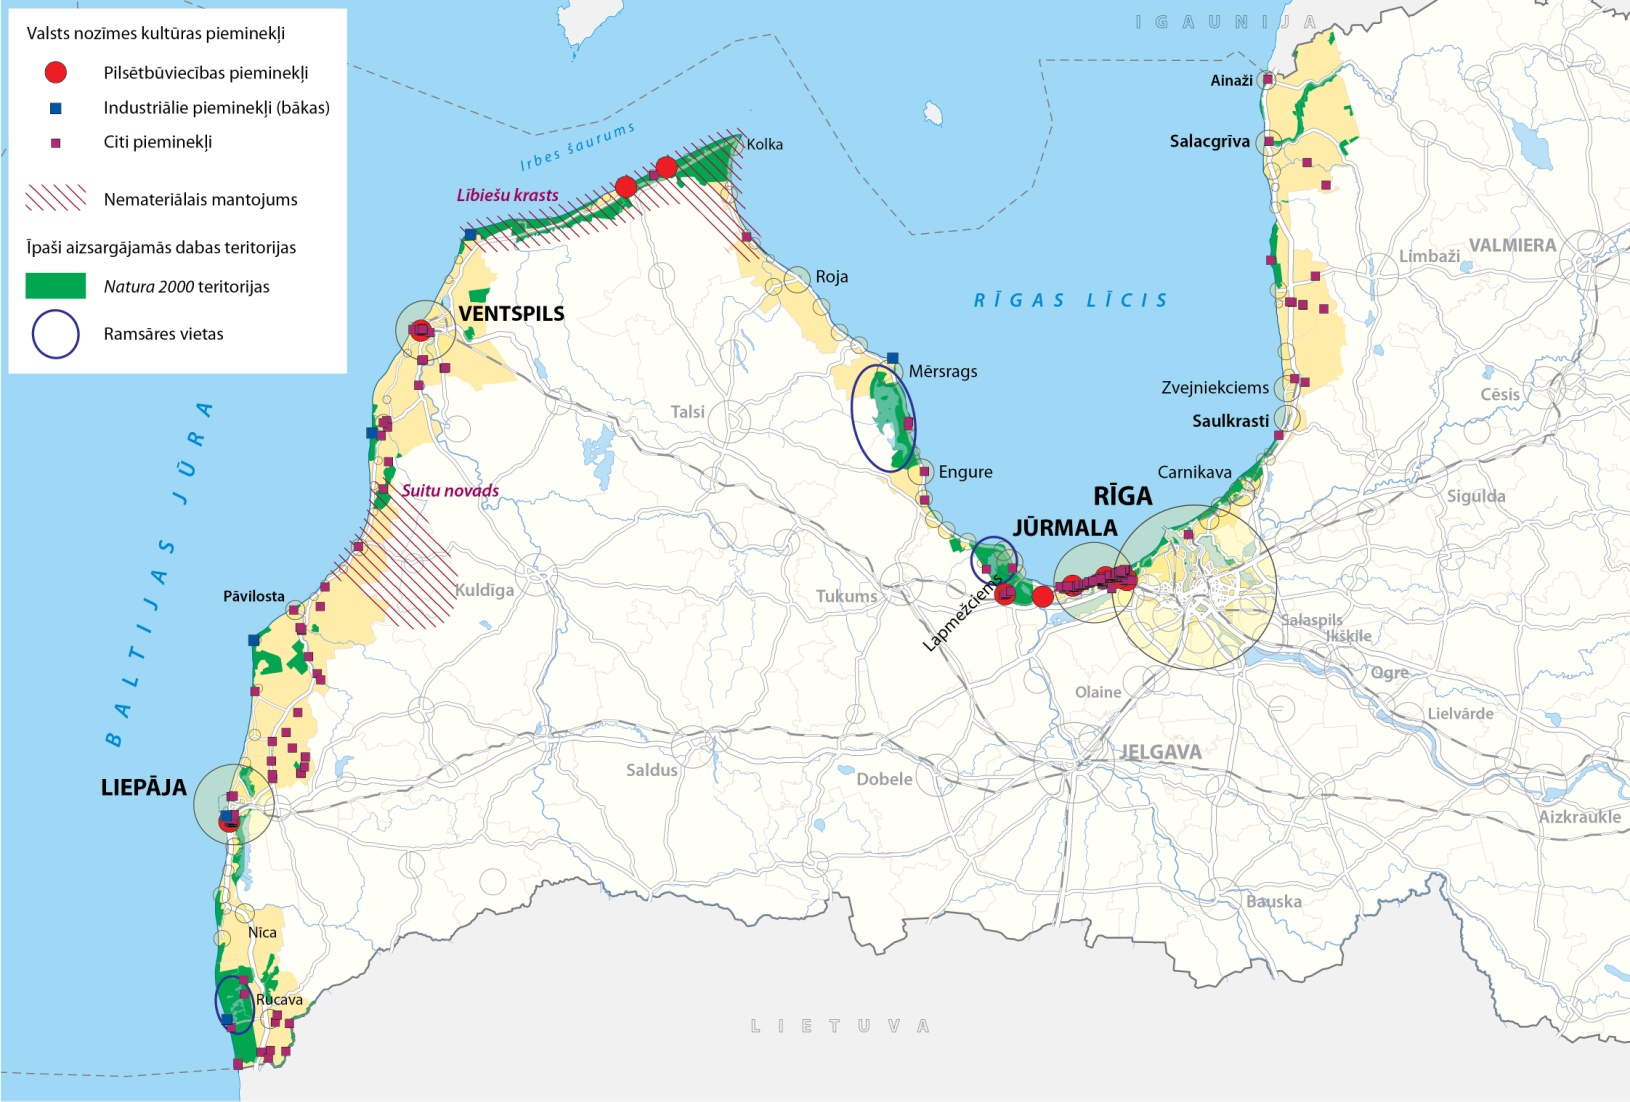 Valsts nozīmes kultūras pieminekļi
Pilsētbūviecības pieminekļi
Industriālie pieminekļi (bākas)
Citi pieminekļi
Nemateriālais mantojums
Īpaši aizsargājamās dabas teritorijas
Natura 2000 teritorijas
Ramsāres vietas
IGAUNIJA
Ainaži
Irbes šaurums
Kolka
Salacgrīva
Lībiešu krasts
VALMIERA
Limbaži
Roja
RĪGAS LĪCIS
VENTSPILS
Mērsrags
Zvejniekciems
Cēsis
Talsi
Saulkrasti
BALTIJAS JŪRA
Engure
Carnikava
Suitu novads
RĪGA
Sigulda
JŪRMALA
Kuldīga
Pāvilosta
Tukums
Lapmežciems
Salaspils
Ikšķile
Ogre
Olaine
Lielvārde
JELGAVA
Saldus
Dobele
LIEPĀJA
Aizkraukle
Bauska
Nīca
Rucava
LIETUVA